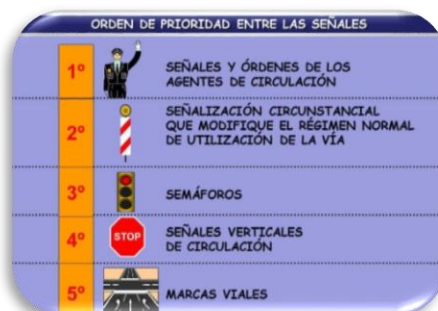 ORDEN DE PRIORIDAD ENTRE LAS SEÑALES
1º
SEÑALES Y ÓRDENES DE LOS
AGENTES DE CIRCULACIÓN
2º
SEÑALIZACIÓN CIRCUNSTANCIAL
QUE MODIFIQUE EL RÉGIMEN NORMAL
DE UTILIZACIÓN DE LA VÍA
3º
SEMÁFOROS
4º
STOP
SEÑALES VERTICALES
DE CIRCULACIÓN
5º
MARCAS VIALES